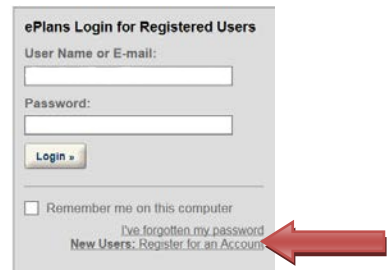 ePlans Login for Registered Users
User Name or E-mail:
Password:
Login »
Remember me on this computer
I've forgotten my password
New Users: Register for an Account